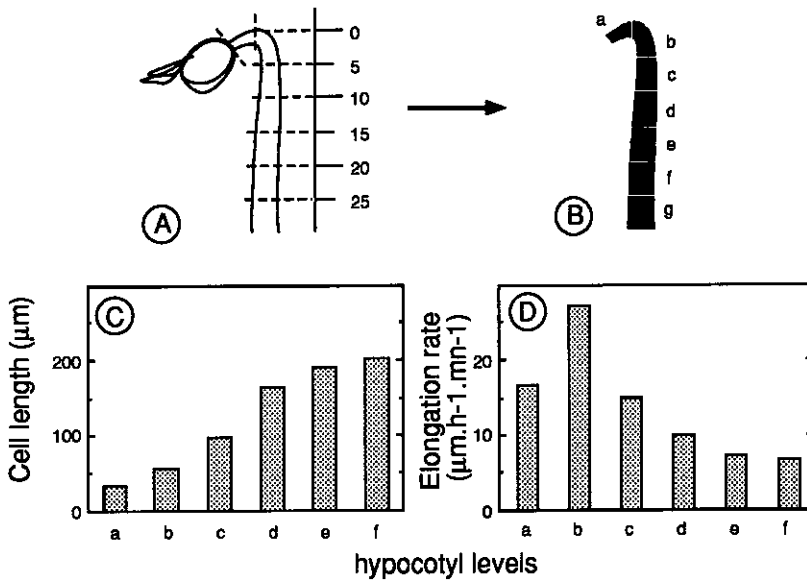 0
5
10
15
20
25
A
a
b
c
d
e
f
g
B
C
Cell length (µm)
200
100
0
a b c d e f
D
Elongation rate
(µm.h-1.mn-1)
20
10
0
a b c d e f
hypocotyl levels